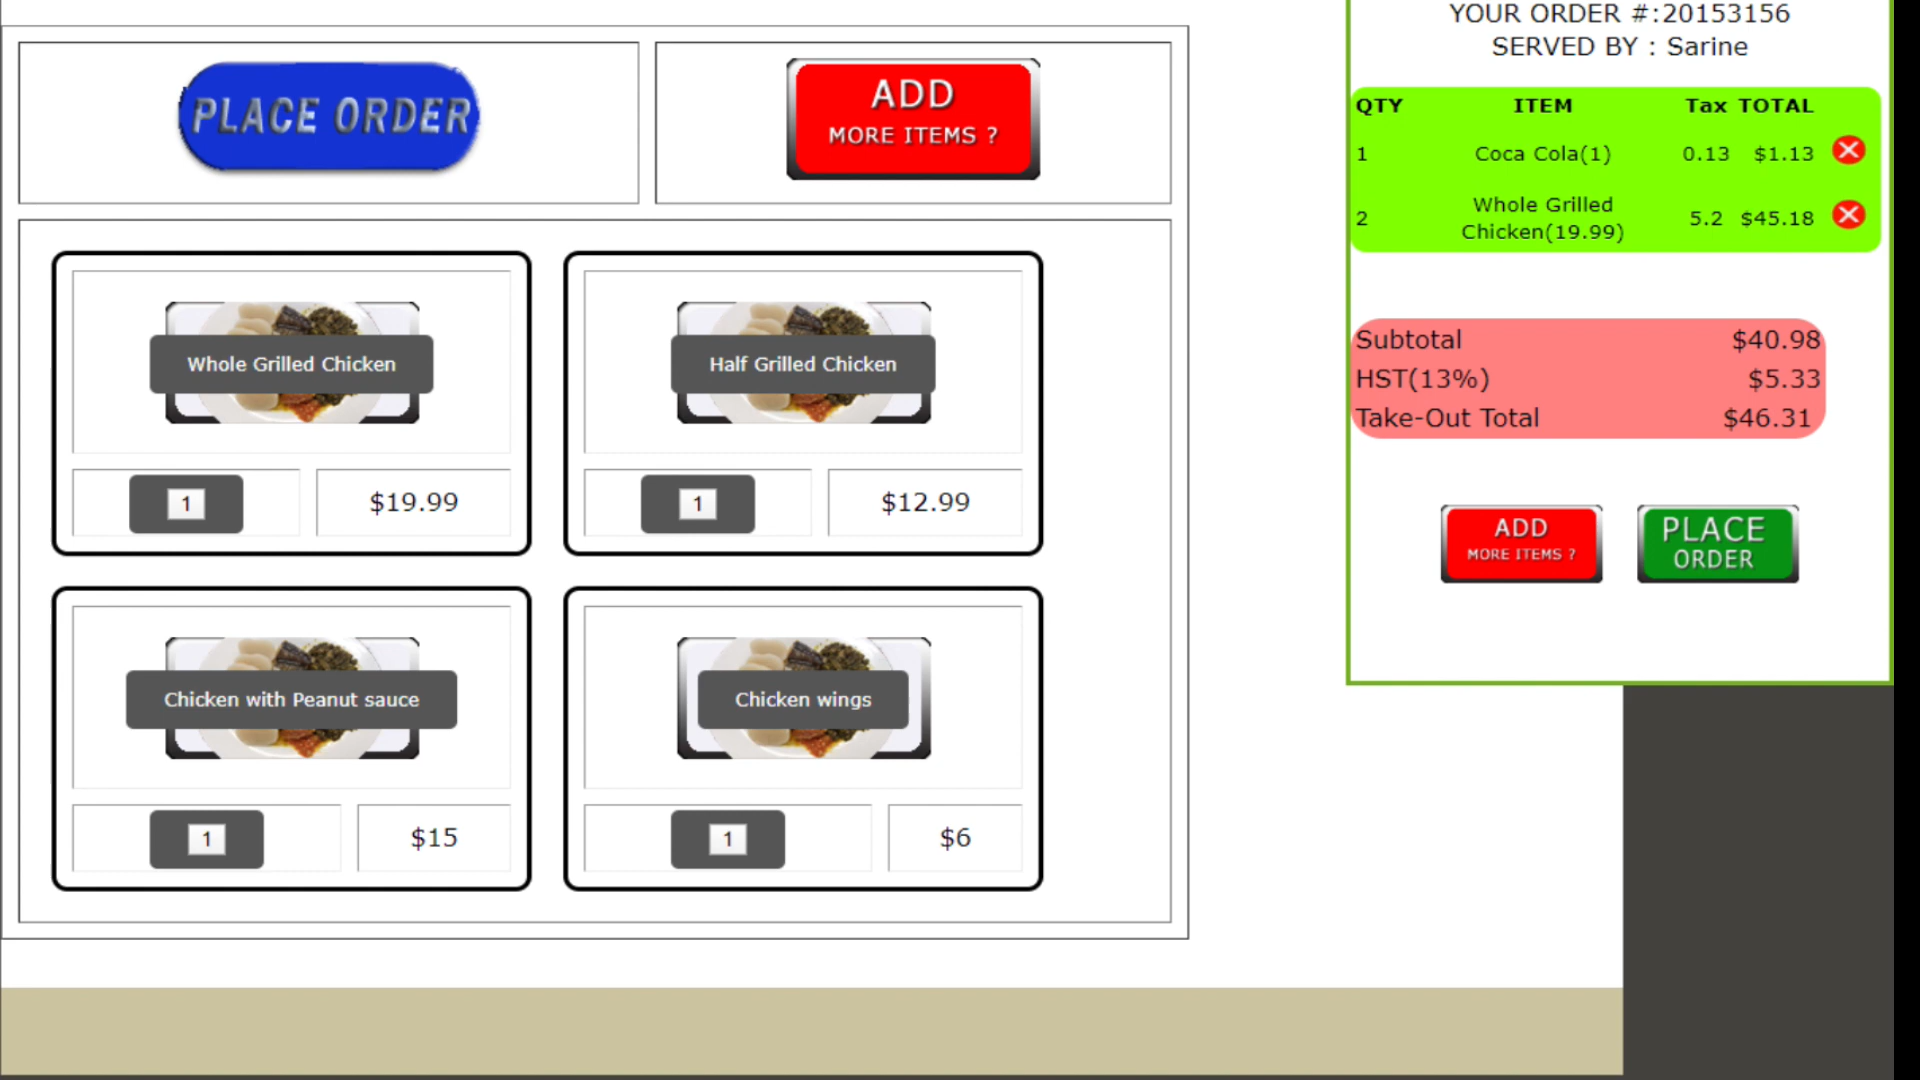 PLACE ORDER
ADD
MORE ITEMS ?
Whole Grilled Chicken
1
$19.99
Half Grilled Chicken
1
$12.99
Chicken with Peanut sauce
1
$15
Chicken wings
1
$6
YOUR ORDER #:20153156
SERVED BY : Sarine
QTY ITEM Tax TOTAL
1 Coca Cola(1) 0.13 $1.13
2 Whole Grilled
Chicken(19.99) 5.2 $45.18
Subtotal $40.98
HST(13%) $5.33
Take-Out Total $46.31
ADD
MORE ITEMS ?
PLACE
ORDER